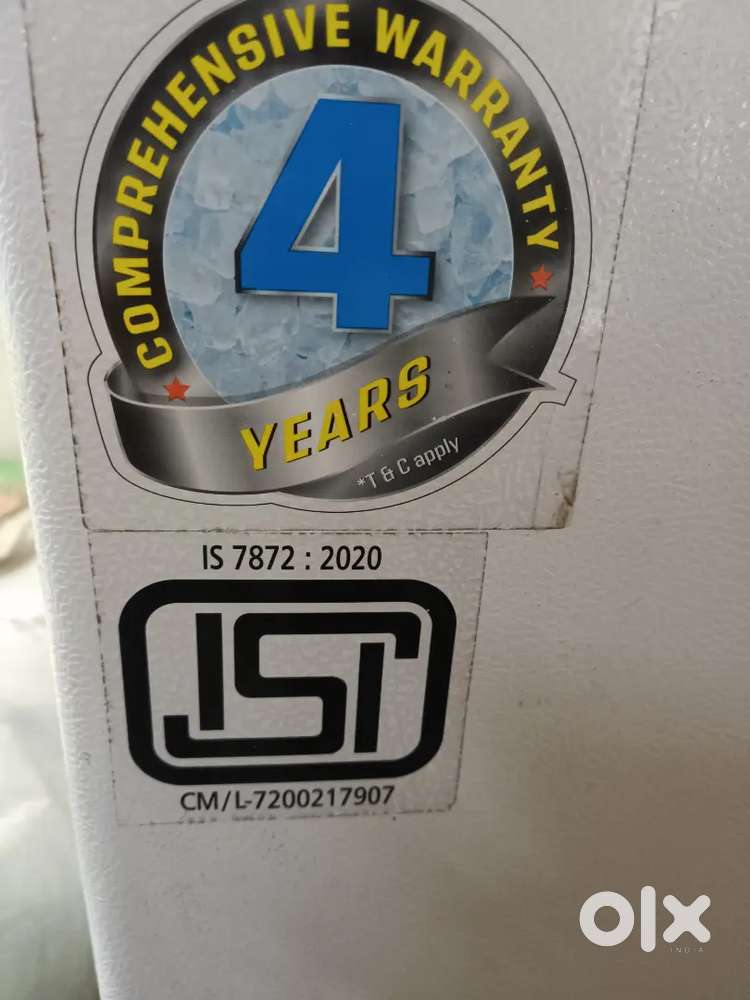 COMPREHENSIVE WARRANTY
4
YEARS
*T & C apply
IS 7872 : 2020
ISI
CM/L-7200217907
olx
INDIA